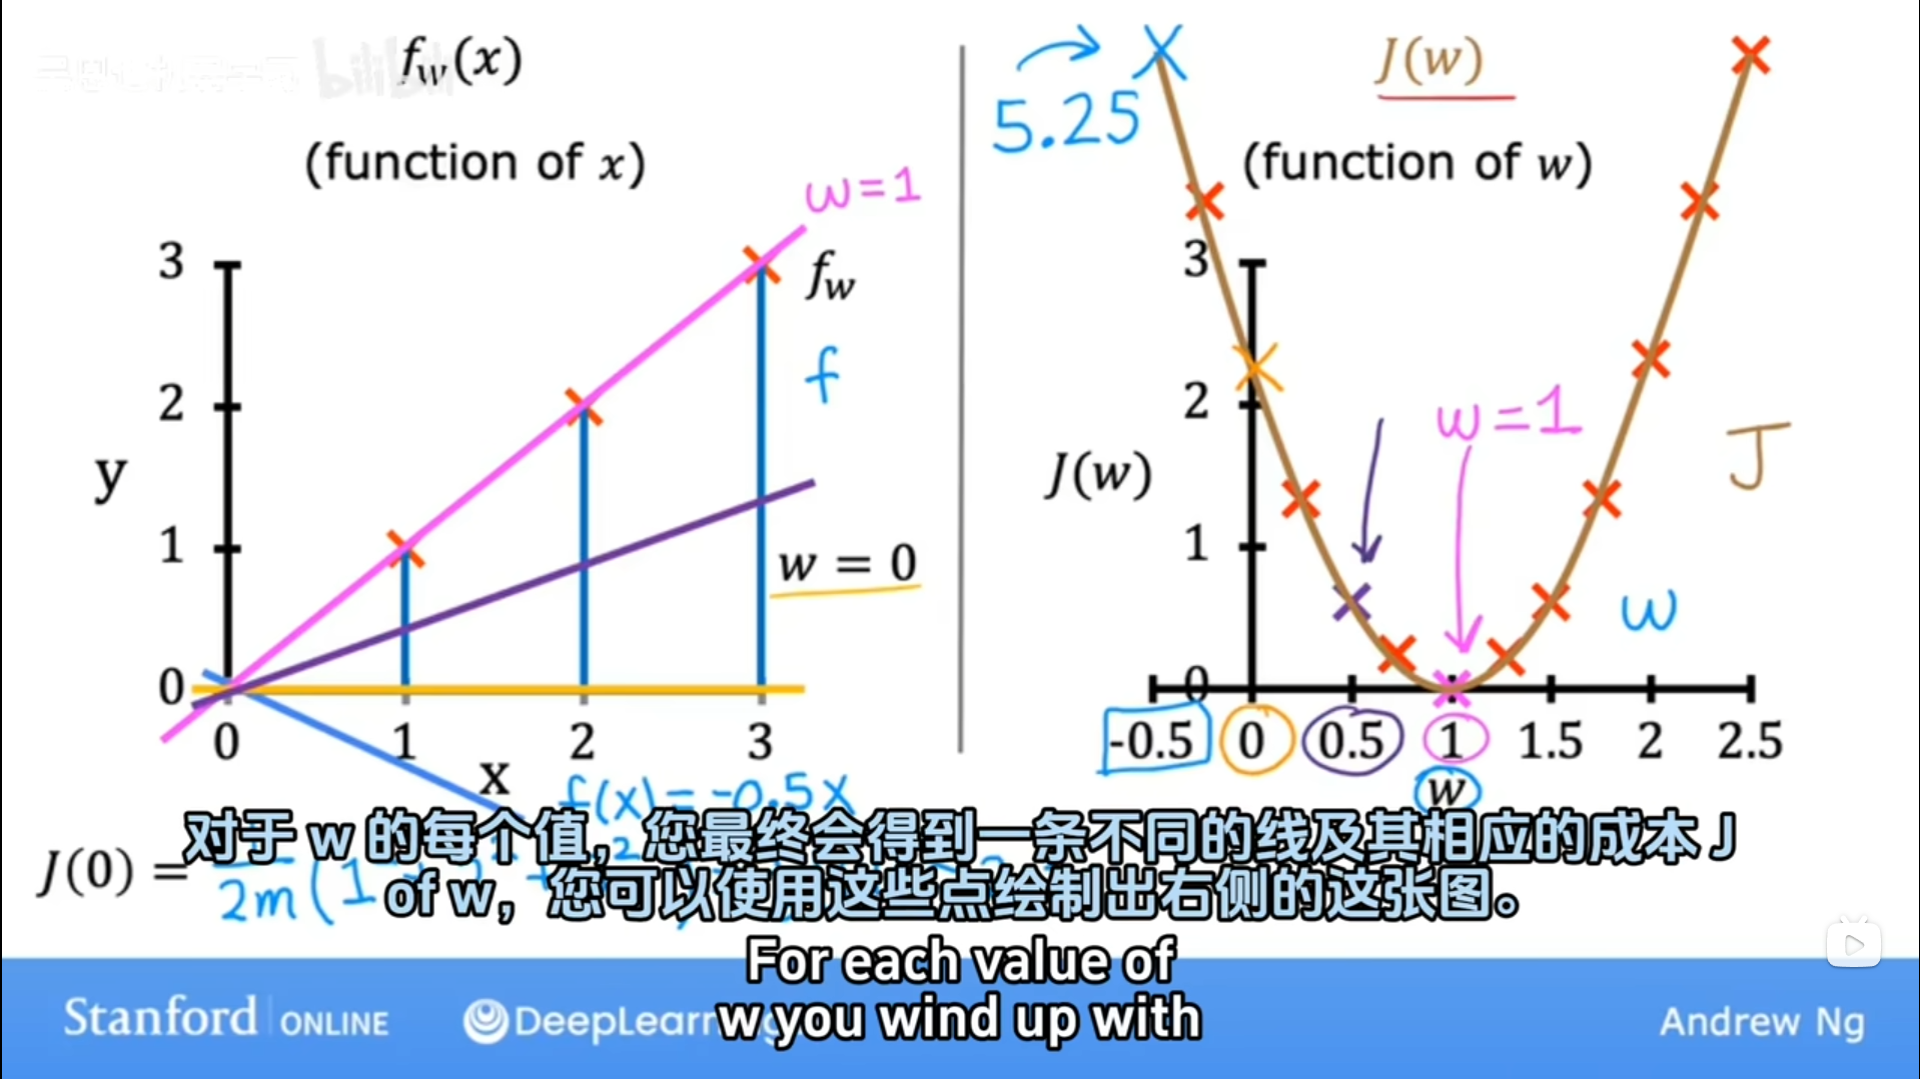 bilibili
f_w(x)
(function of x)
w=1
f_w
f
3
2
1
0
y
w = 0
0 1 2 3
x
f(x)=-0.5x
5.25
J(w)
(function of w)
3
2
1
0
J(w)
w=1
J
w
-0.5 0 0.5 1 1.5 2 2.5
w
J(0) =
2m(1
对于 w 的每个值，您最终会得到一条不同的线及其相应的成本 J
of w，您可以使用这些点绘制出右侧的这张图。
For each value of
w you wind up with
Stanford ONLINE
Andrew Ng